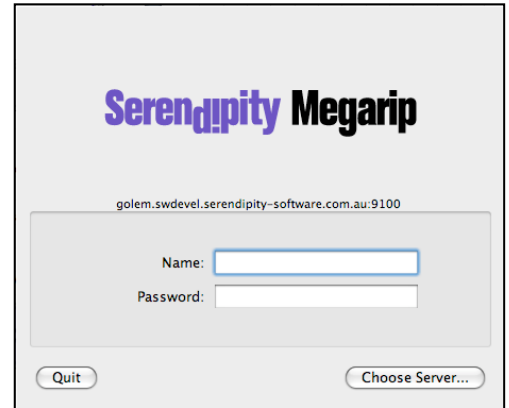 Serendipity Megarip
golem.swdevel.serendipity-software.com.au:9100
Name:
Password:
Quit
Choose Server...